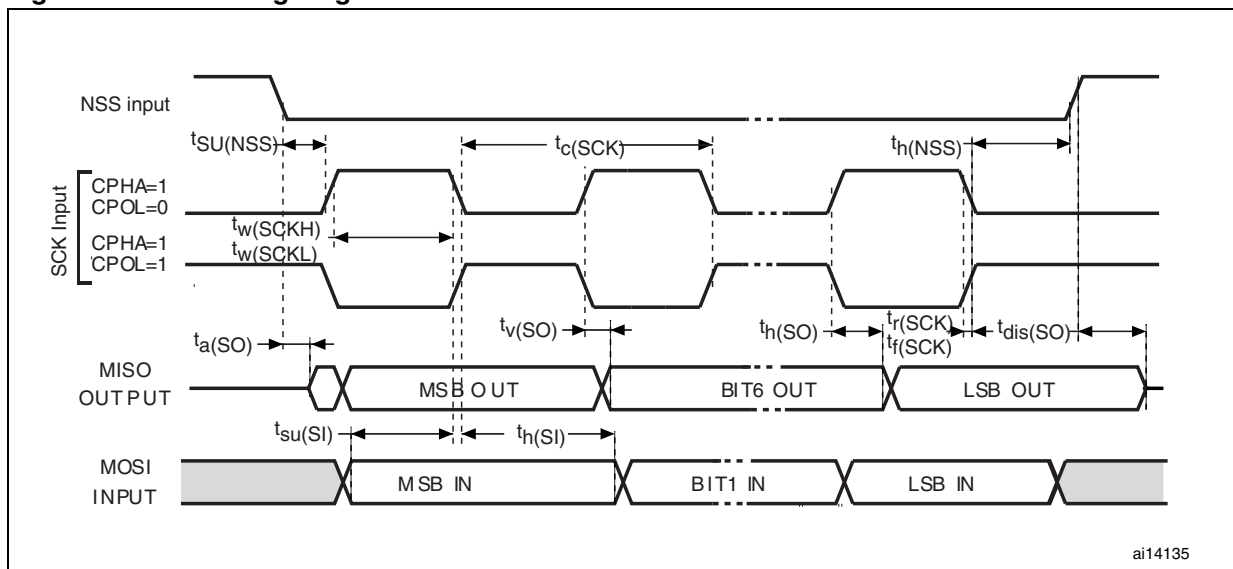 NSS input
tSU(NSS)
tc(SCK)
th(NSS)
SCK Input
CPHA=1
CPOL=0
tw(SCKH)
CPHA=1
tw(SCKL)
CPOL=1
ta(SO)
tv(SO)
th(SO)
tr(SCK)
tf(SCK)
tdis(SO)
MISO
OUTPUT
MSB OUT
BIT6 OUT
LSB OUT
tsu(SI)
th(SI)
MOSI
INPUT
MSB IN
BIT1 IN
LSB IN
ai14135